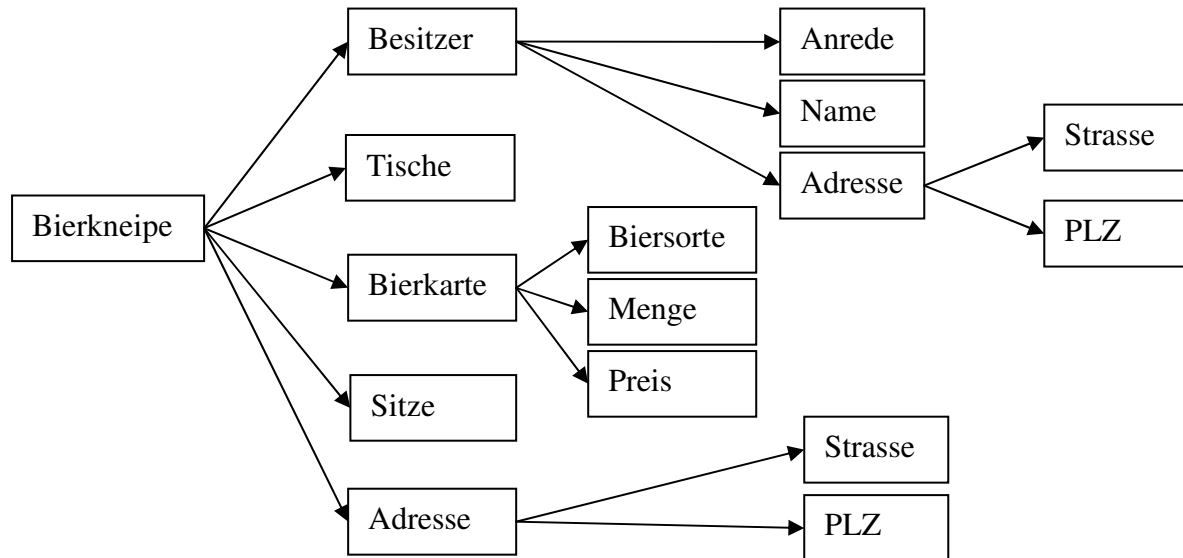 Besitzer
Anrede
Name
Adresse
Strasse
PLZ
Tische
Bierkneipe
Bierkarte
Biersorte
Menge
Preis
Sitze
Adresse
Strasse
PLZ